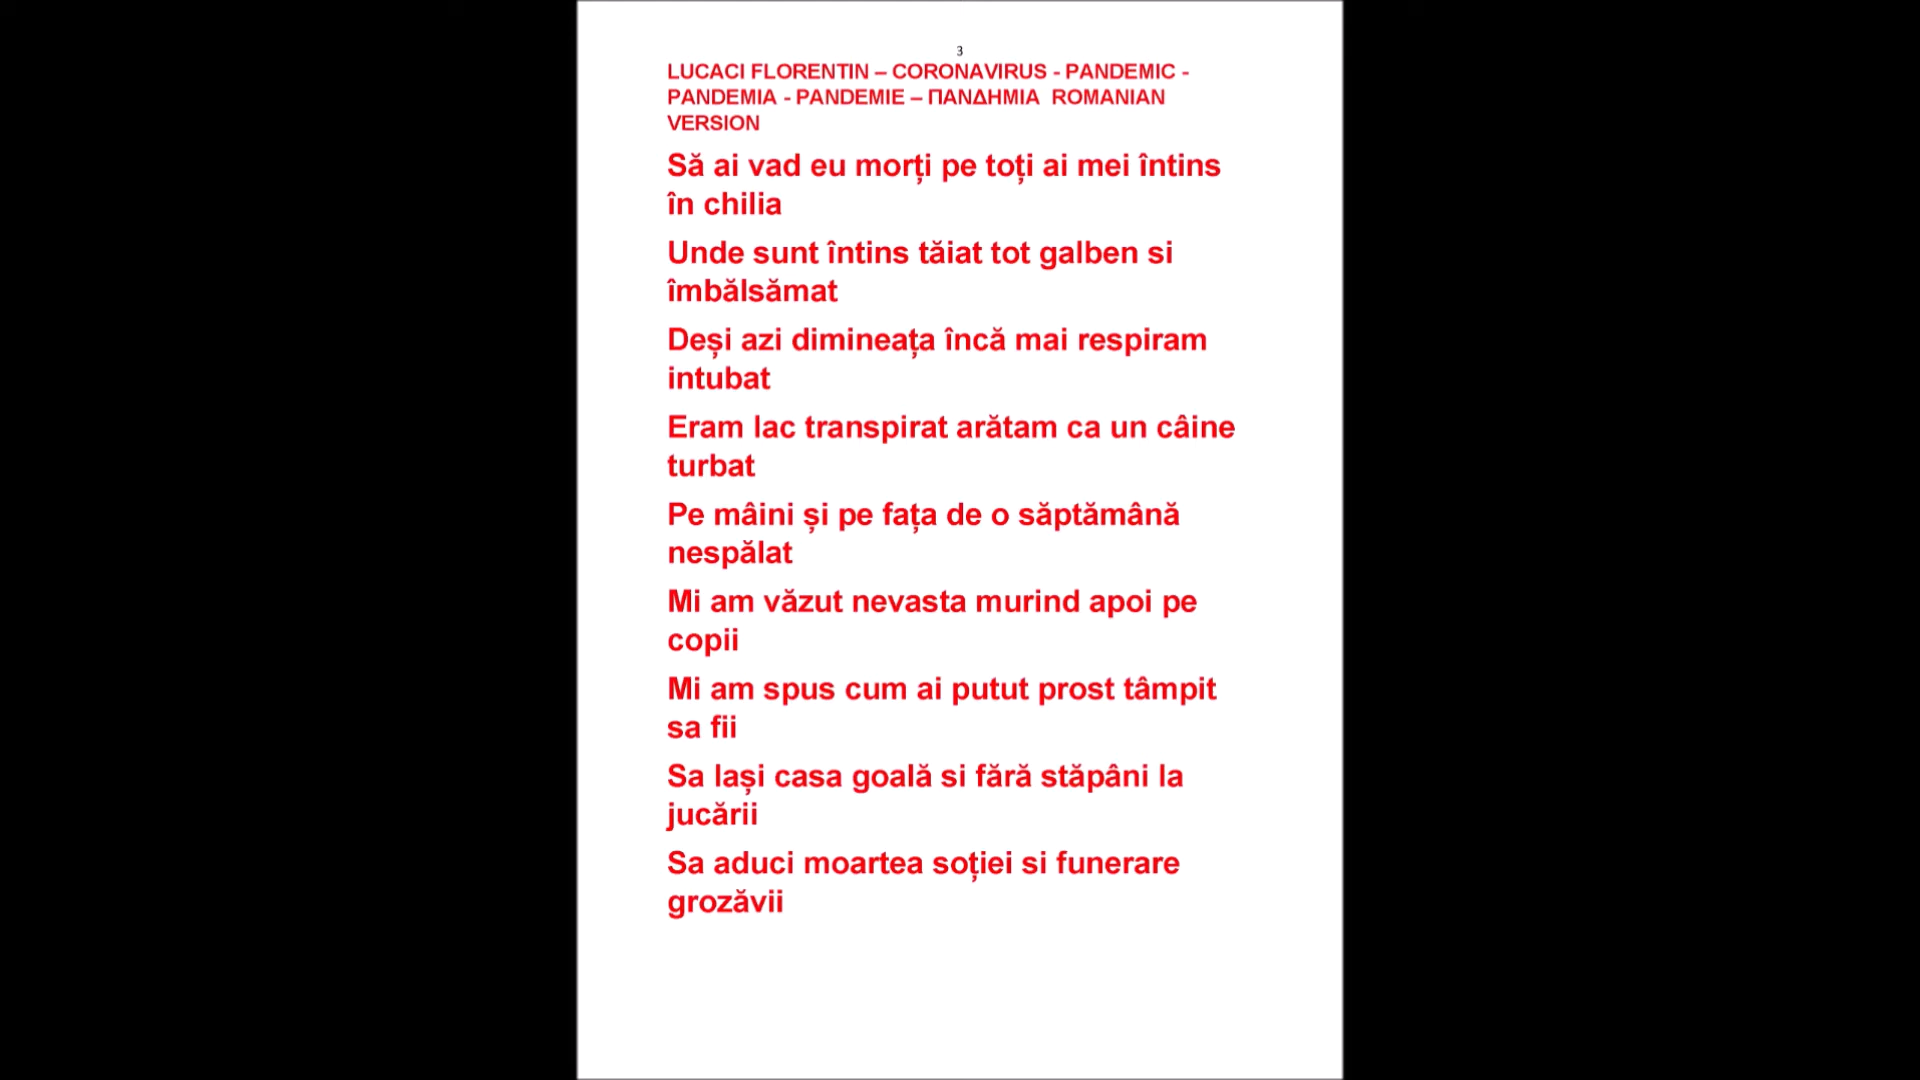 3
LUCACI FLORENTIN – CORONAVIRUS - PANDEMIC -
PANDEMIA - PANDEMIE – ΠΑΝΔΗΜΙΑ  ROMANIAN
VERSION
Să ai vad eu morți pe toți ai mei întins
în chilia
Unde sunt întins tăiat tot galben si
îmbălsămat
Deși azi dimineața încă mai respiram
intubat
Eram lac transpirat arătam ca un câine
turbat
Pe mâini și pe fața de o săptămână
nespălat
Mi am văzut nevasta murind apoi pe
copii
Mi am spus cum ai putut prost tâmpit
sa fii
Sa lași casa goală si fără stăpâni la
jucării
Sa aduci moartea soției si funerare
grozăvii